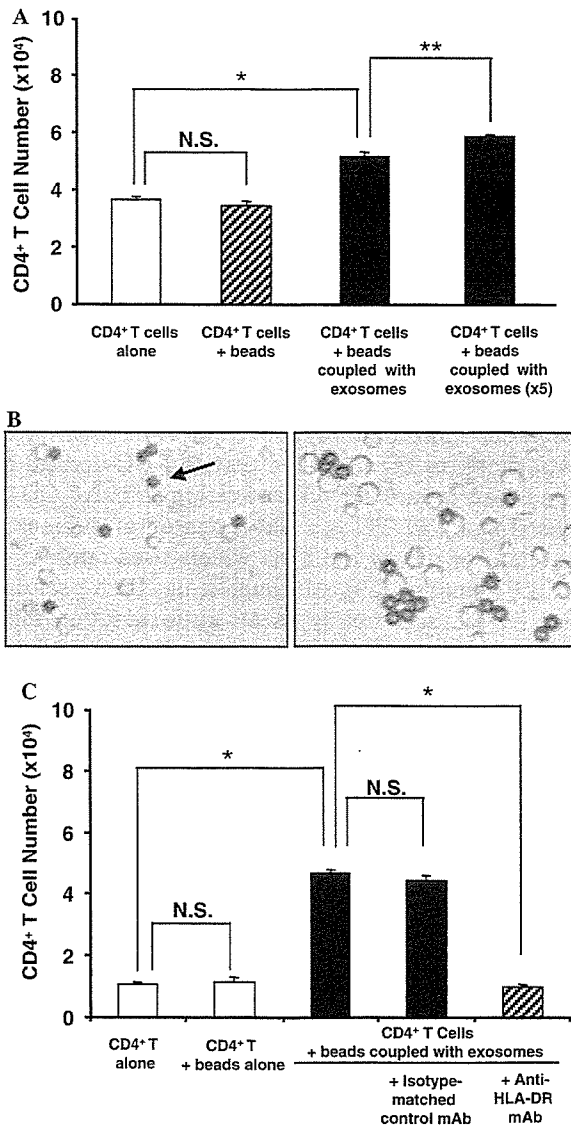 A
CD4+ T Cell Number (x10⁴)
10
8
6
4
2
0
*
**
N.S.
CD4+ T cells
alone
CD4+ T cells
+ beads
CD4+ T cells
+ beads
coupled with
exosomes
CD4+ T cells
+ beads
coupled with
exosomes (x5)
B
C
CD4+ T Cell Number (x10⁴)
10
8
6
4
2
0
*
*
N.S.
N.S.
CD4+ T
alone
CD4+ T
+ beads alone
CD4+ T Cells
+ beads coupled with exosomes
+ Isotype-
matched
control mAb
+ Anti-
HLA-DR
mAb